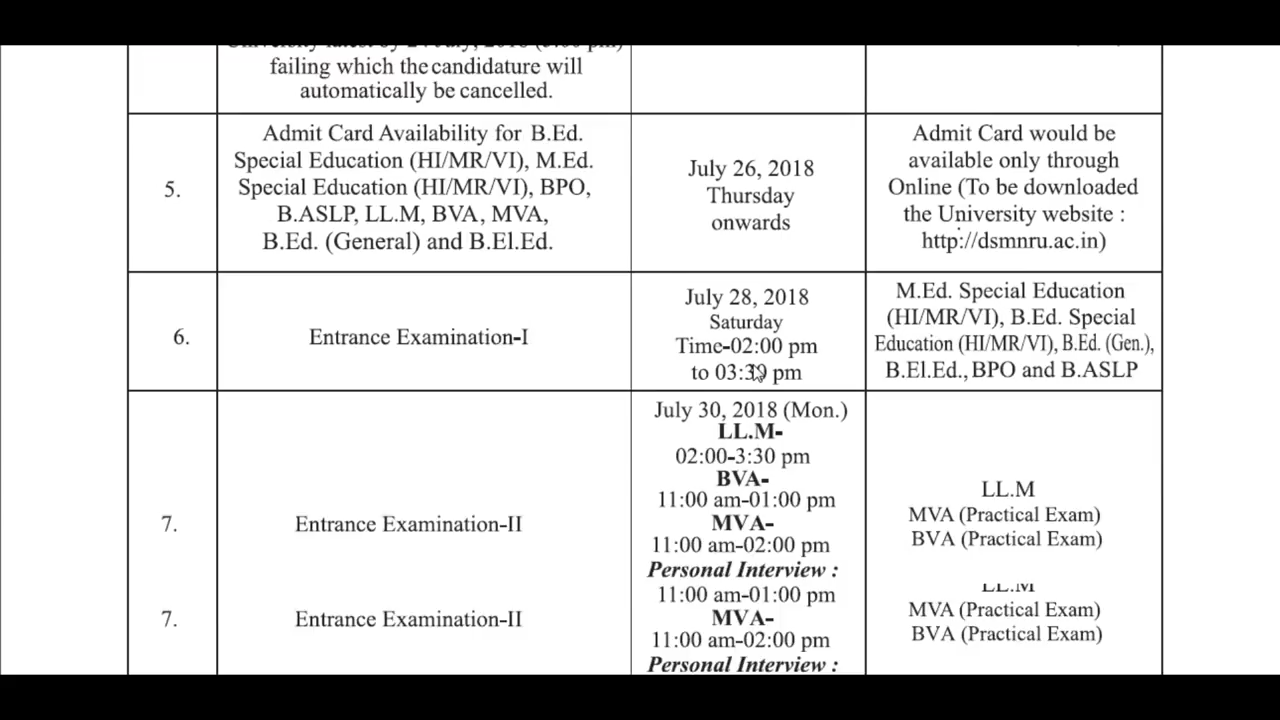 failing which the candidature will
automatically be cancelled.
5.
Admit Card Availability for B.Ed.
Special Education (HI/MR/VI), M.Ed.
Special Education (HI/MR/VI), BPO,
B.ASLP, LL.M, BVA, MVA,
B.Ed. (General) and B.El.Ed.
July 26, 2018
Thursday
onwards
Admit Card would be
available only through
Online (To be downloaded
the University website :
http://dsmnru.ac.in)
6.
Entrance Examination-I
July 28, 2018
Saturday
Time-02:00 pm
to 03:30 pm
M.Ed. Special Education
(HI/MR/VI), B.Ed. Special
Education (HI/MR/VI), B.Ed. (Gen.),
B.El.Ed., BPO and B.ASLP
7.
Entrance Examination-II
July 30, 2018 (Mon.)
LL.M-
02:00-3:30 pm
BVA-
11:00 am-01:00 pm
MVA-
11:00 am-02:00 pm
Personal Interview :
LL.M
MVA (Practical Exam)
BVA (Practical Exam)
7.
Entrance Examination-II
11:00 am-01:00 pm
MVA-
11:00 am-02:00 pm
Personal Interview :
LL.M
MVA (Practical Exam)
BVA (Practical Exam)